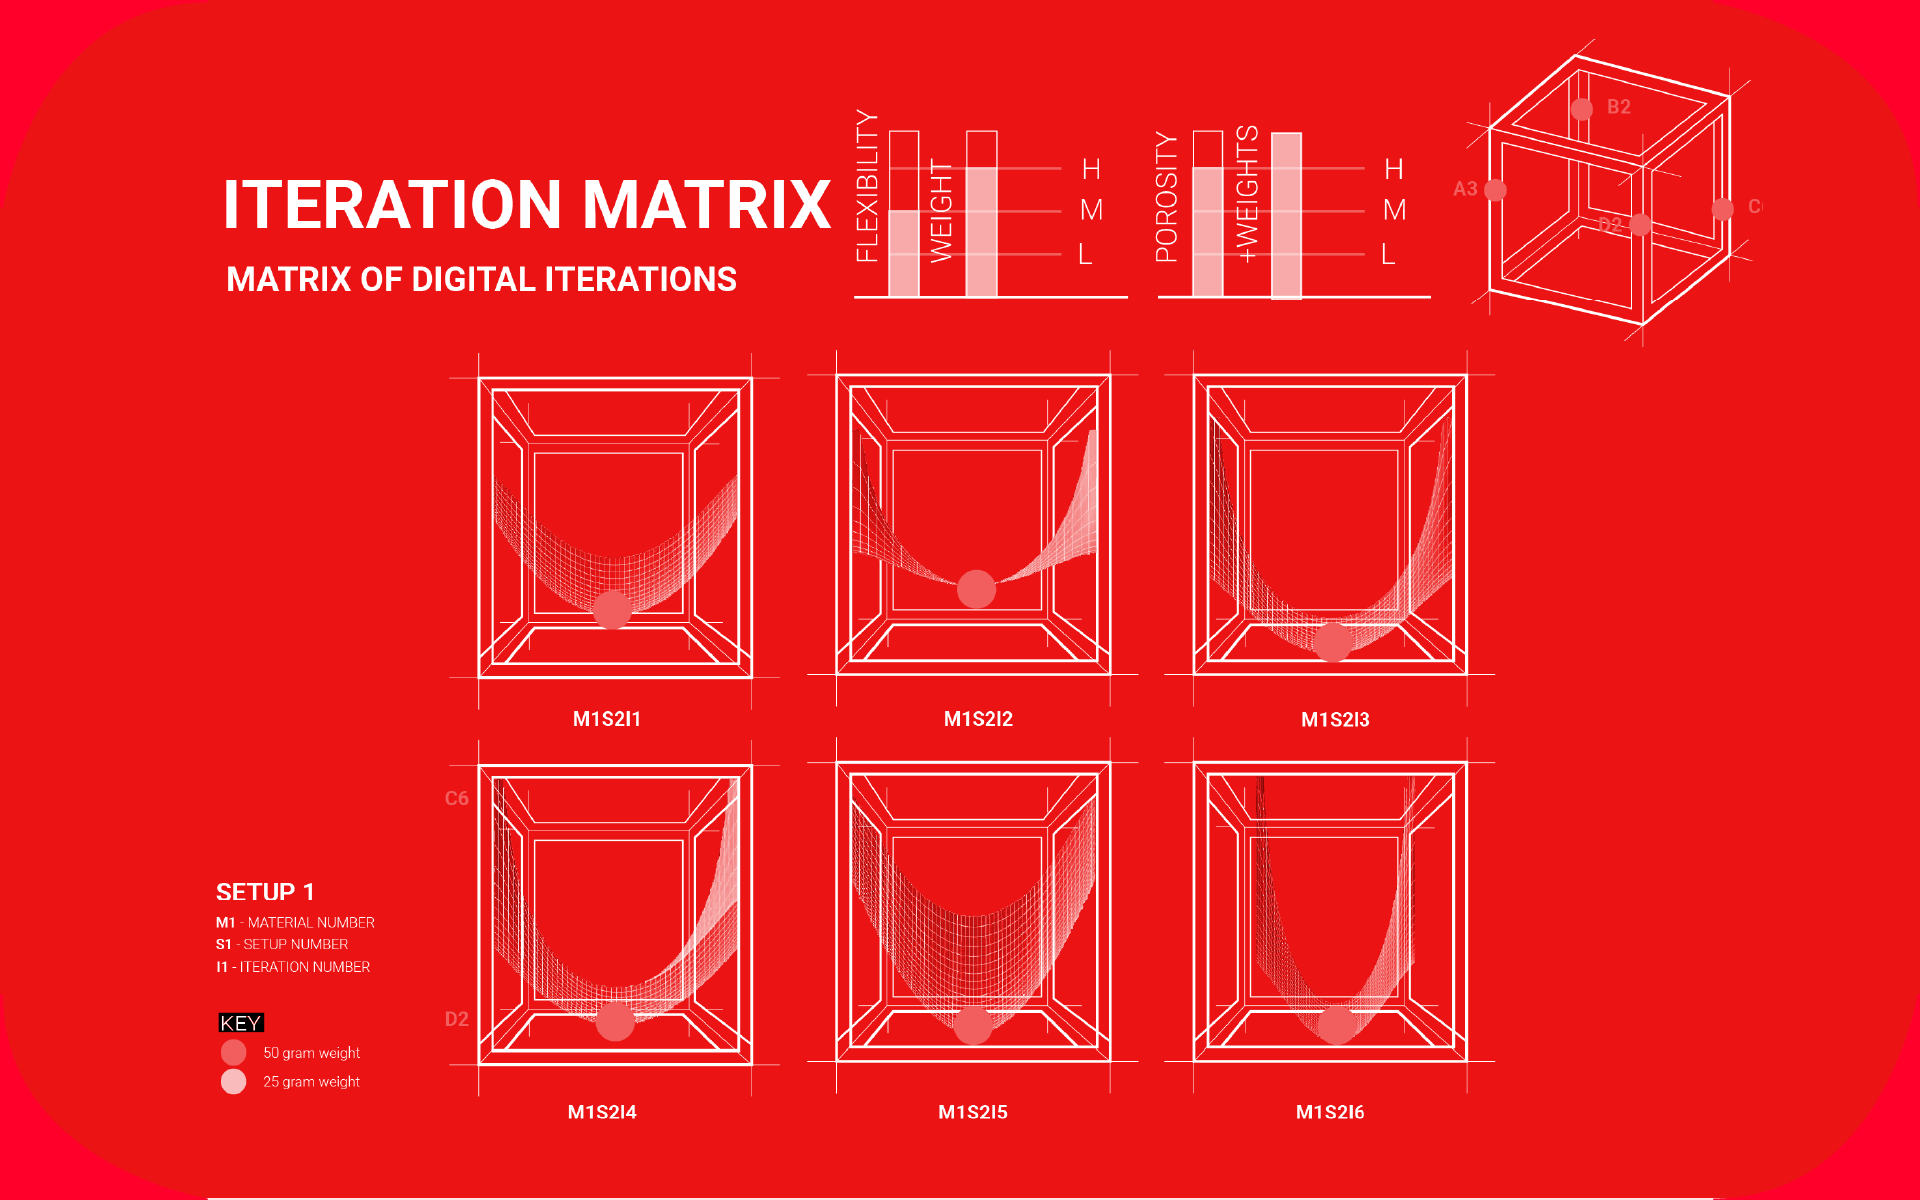 ITERATION MATRIX
MATRIX OF DIGITAL ITERATIONS
FLEXIBILITY
WEIGHT
H
M
L
POROSITY
+WEIGHTS
H
M
L
B2
A3
D2
M1S2I1
M1S2I2
M1S2I3
C6
D2
M1S2I4
M1S2I5
M1S2I6
SETUP 1
M1 - MATERIAL NUMBER
S1 - SETUP NUMBER
I1 - ITERATION NUMBER
KEY
50 gram weight
25 gram weight